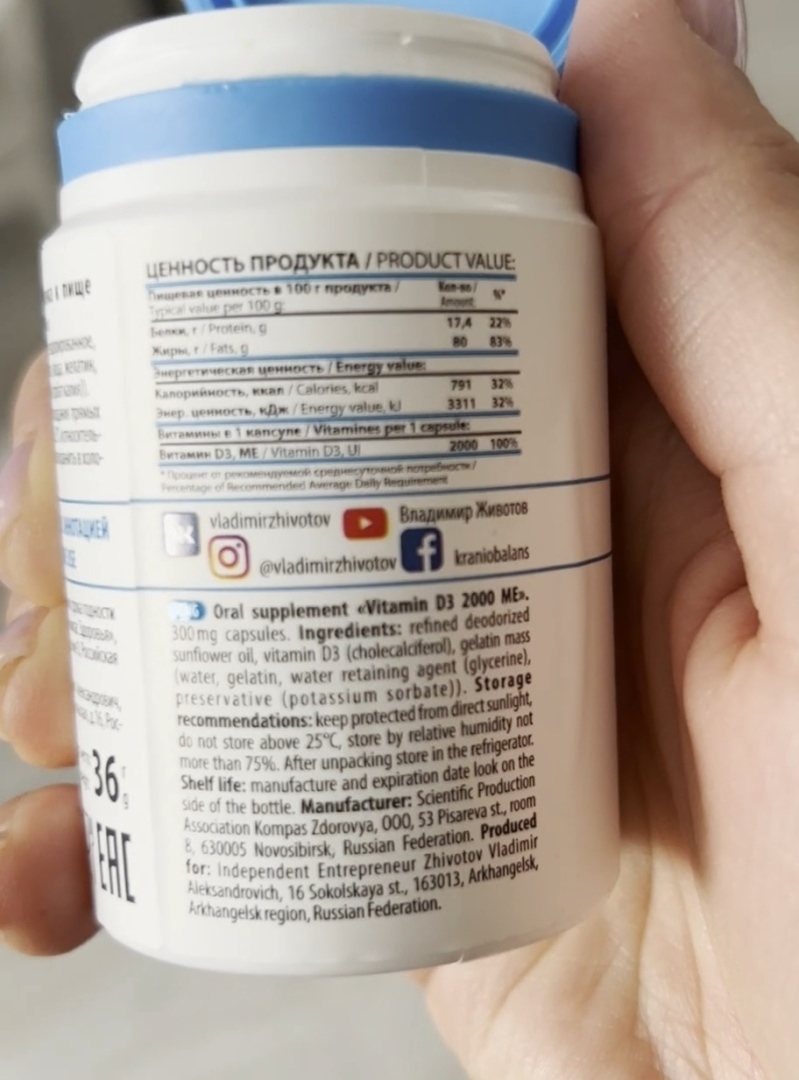 ЦЕННОСТЬ ПРОДУКТА / PRODUCT VALUE:
Пищевая ценность в 100 г продукта / Кол-во / %*
Typical value per 100 g: Amount
Белки, г / Protein, g 17,4 22%
Жиры, г / Fats, g 80 83%
Энергетическая ценность / Energy value:
Калорийность, ккал / Calories, kcal 791 32%
Энер. ценность, кДж / Energy value, kJ 3311 32%
Витамины в 1 капсуле / Vitamines per 1 capsule:
Витамин D3, МЕ / Vitamin D3, UI 2000 100%
* Процент от рекомендуемой среднесуточной потребности /
Percentage of Recommended Average Daily Requirement
vladimirzhivotov Владимир Животов
@vladimirzhivotov kraniobalans
Oral supplement «Vitamin D3 2000 ME».
300 mg capsules. Ingredients: refined deodorized
sunflower oil, vitamin D3 (cholecalciferol), gelatin mass
(water, gelatin, water retaining agent (glycerine),
preservative (potassium sorbate)). Storage
recommendations: keep protected from direct sunlight,
do not store above 25°C, store by relative humidity not
more than 75%. After unpacking store in the refrigerator.
Shelf life: manufacture and expiration date look on the
side of the bottle. Manufacturer: Scientific Production
Association Kompas Zdorovya, OOO, 53 Pisareva st., room
8, 630005 Novosibirsk, Russian Federation. Produced
for: Independent Entrepreneur Zhivotov Vladimir
Aleksandrovich, 16 Sokolskaya st., 163013, Arkhangelsk,
Arkhangelsk region, Russian Federation.
к пище
36 г
g
EAC